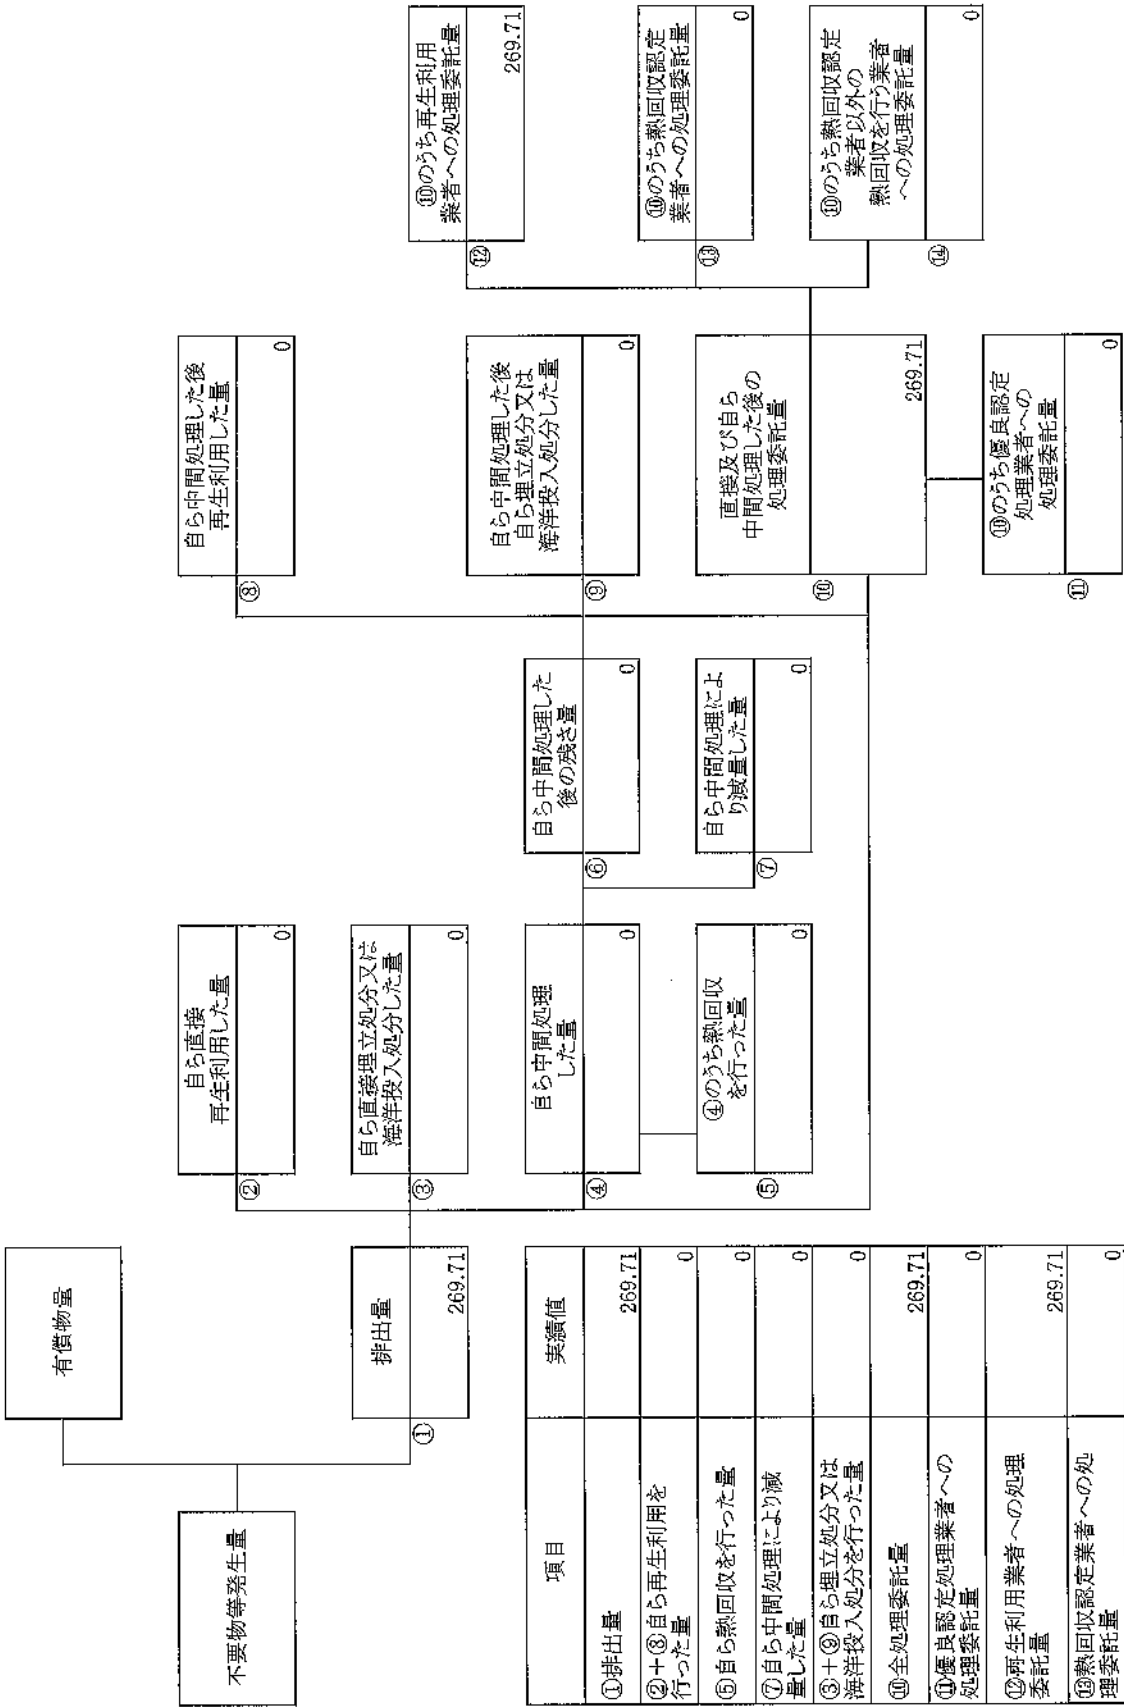 不要物等発生量
有償物量
①
排出量
269.71
②
自ら直接
再生利用した量
0
③
自ら直接埋立処分又は
海洋投入処分した量
0
④
自ら中間処理
した量
0
⑤
④のうち熱回収
を行った量
0
⑥
自ら中間処理した
後の残さ量
0
⑦
自ら中間処理によ
り減量した量
0
⑧
自ら中間処理した後
再生利用した量
0
⑨
自ら中間処理した後
自ら埋立処分又は
海洋投入処分した量
0
⑩
直接及び自ら
中間処理した後の
処理委託量
269.71
⑪
⑩のうち優良認定
処理業者への
処理委託量
0
⑫
⑩のうち再生利用
業者への処理委託量
269.71
⑬
⑩のうち熱回収認定
業者への処理委託量
0
⑭
⑩のうち熱回収認定
業者以外の
熱回収を行う業者
への処理委託量
0
項目 実績値
①排出量 269.71
②+⑧自ら再生利用を
行った量 0
⑤自ら熱回収を行った量 0
⑦自ら中間処理により減
量した量 0
③+⑨自ら埋立処分又は
海洋投入処分を行った量 0
⑩全処理委託量 269.71
⑪優良認定処理業者への
処理委託量 0
⑫再生利用業者への処理
委託量 269.71
⑬熱回収認定業者への処
理委託量 0